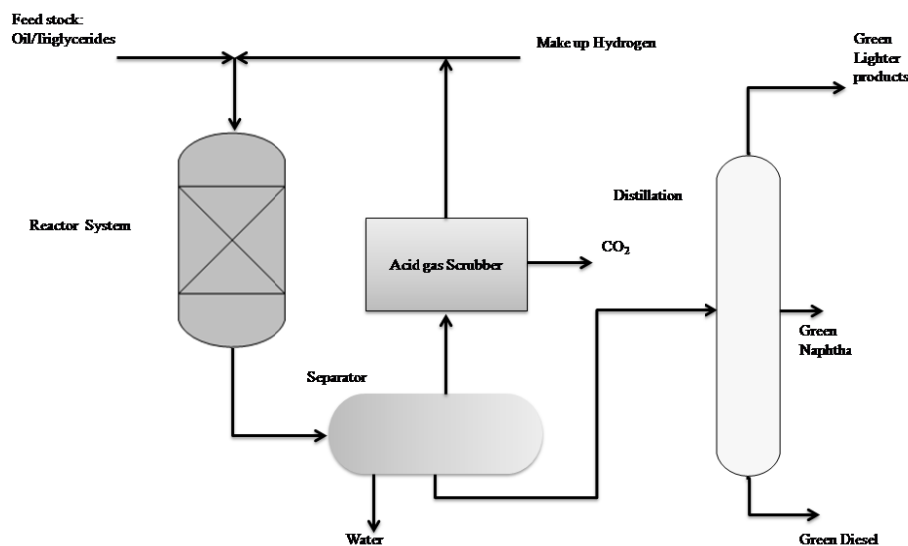 Feed stock:
Oil/Triglycerides
Make up Hydrogen
Green
Lighter
products
Reactor System
Distillation
Acid gas Scrubber
CO₂
Separator
Green
Naphtha
Water
Green Diesel